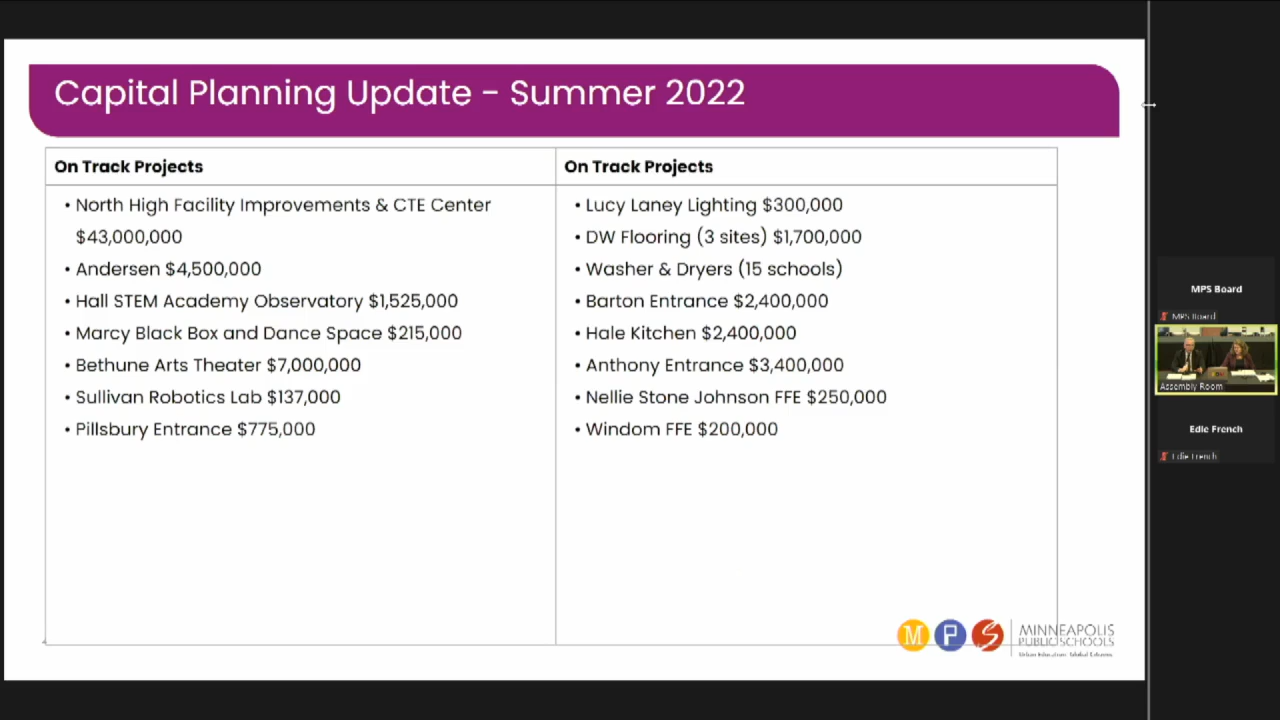 Capital Planning Update - Summer 2022
On Track Projects
• North High Facility Improvements & CTE Center
$43,000,000
• Andersen $4,500,000
• Hall STEM Academy Observatory $1,525,000
• Marcy Black Box and Dance Space $215,000
• Bethune Arts Theater $7,000,000
• Sullivan Robotics Lab $137,000
• Pillsbury Entrance $775,000
On Track Projects
• Lucy Laney Lighting $300,000
• DW Flooring (3 sites) $1,700,000
• Washer & Dryers (15 schools)
• Barton Entrance $2,400,000
• Hale Kitchen $2,400,000
• Anthony Entrance $3,400,000
• Nellie Stone Johnson FFE $250,000
• Windom FFE $200,000
M P S
MINNEAPOLIS
PUBLIC SCHOOLS
Urban Education. Global Citizens.
MPS Board
MPS Board
Assembly Room
Edie French
Edie French